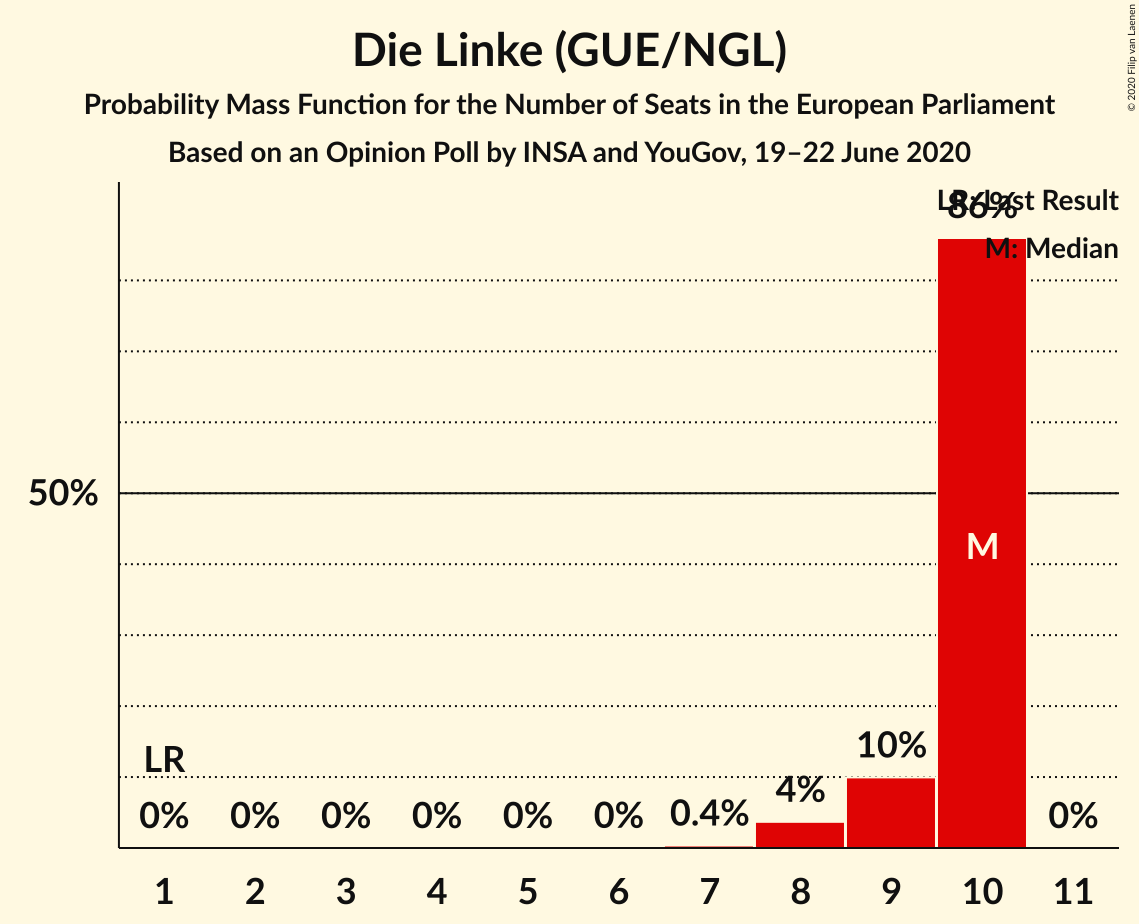 Die Linke (GUE/NGL)
Probability Mass Function for the Number of Seats in the European Parliament
Based on an Opinion Poll by INSA and YouGov, 19–22 June 2020
© 2020 Filip van Laenen
LR: Last Result
86%
M: Median
50%
M
LR
0% 0% 0% 0% 0% 0% 0.4% 4% 10% 0%
1 2 3 4 5 6 7 8 9 10 11